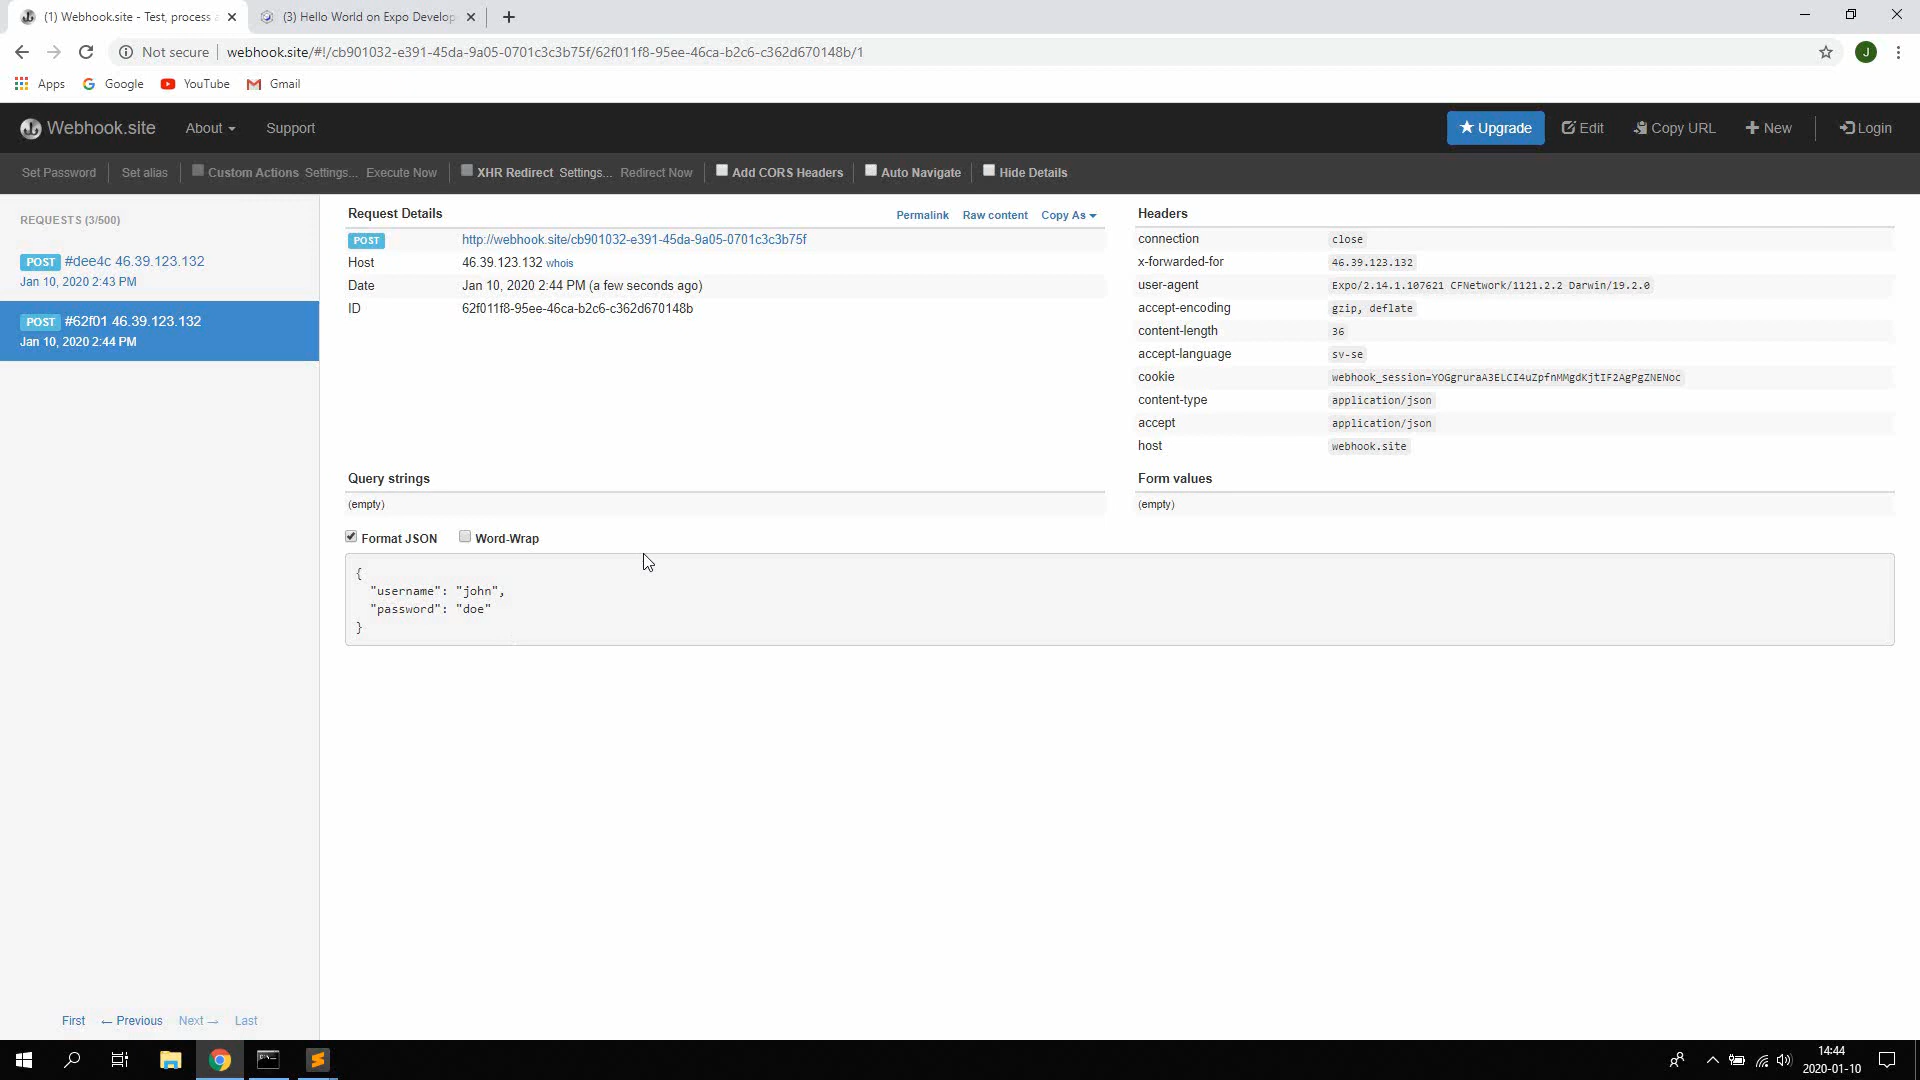 (1) Webhook.site - Test, process a
(3) Hello World on Expo Develop
Not secure
webhook.site/#!/cb901032-e391-45da-9a05-0701c3c3b75f/62f011f8-95ee-46ca-b2c6-c362d670148b/1
J
Apps
Google
YouTube
Gmail
Webhook.site
About
Support
Upgrade
Edit
Copy URL
New
Login
Set Password
Set alias
Custom Actions
Settings...
Execute Now
XHR Redirect
Settings...
Redirect Now
Add CORS Headers
Auto Navigate
Hide Details
REQUESTS (3/500)
POST #dee4c 46.39.123.132
Jan 10, 2020 2:43 PM
POST #62f01 46.39.123.132
Jan 10, 2020 2:44 PM
First
← Previous
Next →
Last
Request Details
Permalink
Raw content
Copy As
POST http://webhook.site/cb901032-e391-45da-9a05-0701c3c3b75f
Host 46.39.123.132 whois
Date Jan 10, 2020 2:44 PM (a few seconds ago)
ID 62f011f8-95ee-46ca-b2c6-c362d670148b
Headers
connection close
x-forwarded-for 46.39.123.132
user-agent Expo/2.14.1.107621 CFNetwork/1121.2.2 Darwin/19.2.0
accept-encoding gzip, deflate
content-length 36
accept-language sv-se
cookie webhook_session=YOGgruraA3ELCI4uZpfnMMgdKjtIF2AgPgZNENoc
content-type application/json
accept application/json
host webhook.site
Query strings
(empty)
Form values
(empty)
Format JSON
Word-Wrap
{
"username": "john",
"password": "doe"
}
14:44
2020-01-10